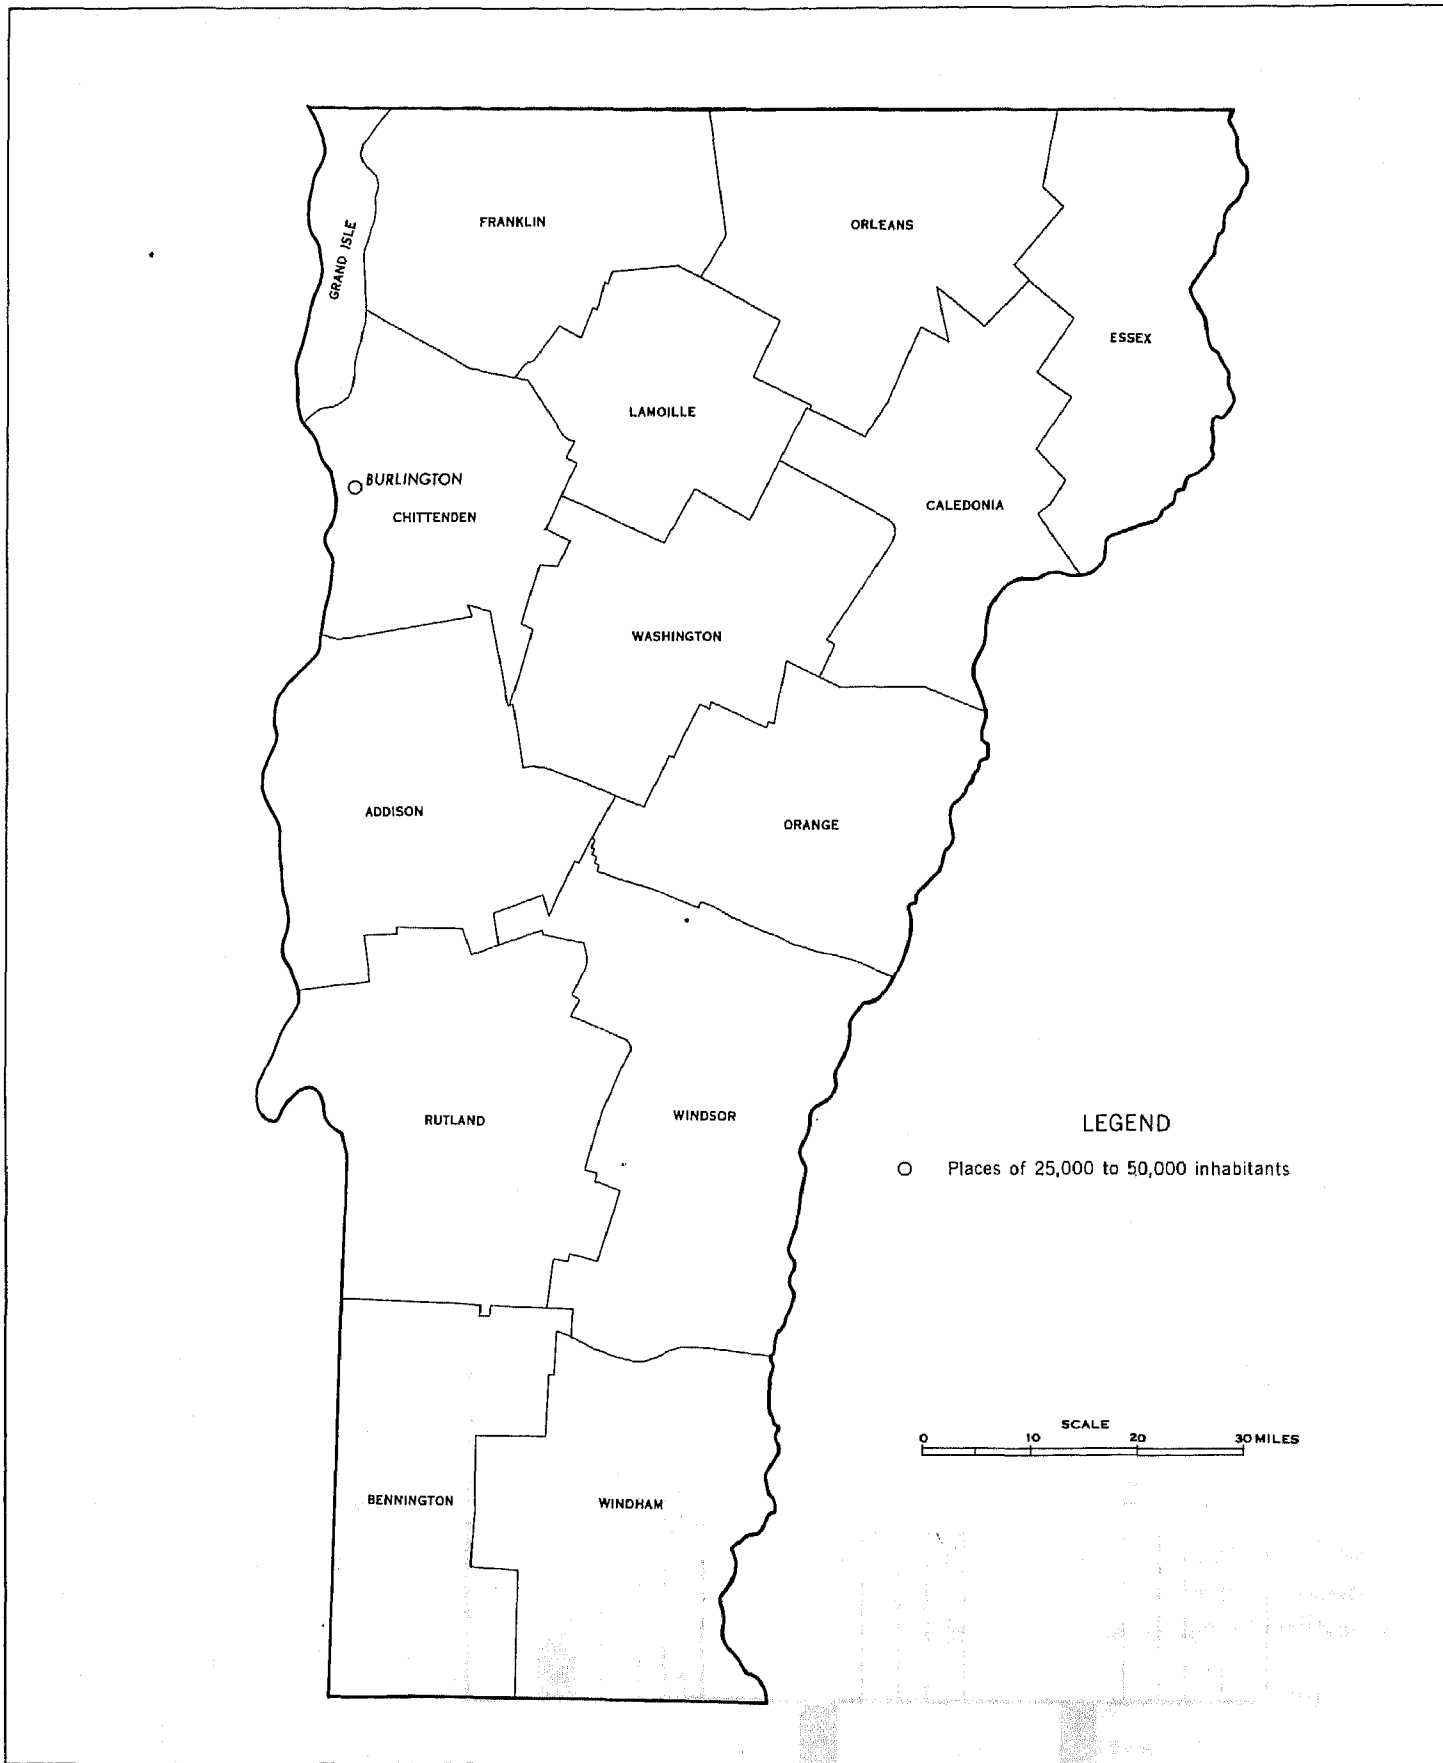 FRANKLIN
ORLEANS
GRAND ISLE
ESSEX
LAMOILLE
BURLINGTON
CHITTENDEN
CALEDONIA
WASHINGTON
ADDISON
ORANGE
RUTLAND
WINDSOR
LEGEND
Places of 25,000 to 50,000 inhabitants
SCALE
0 10 20 30 MILES
BENNINGTON
WINDHAM